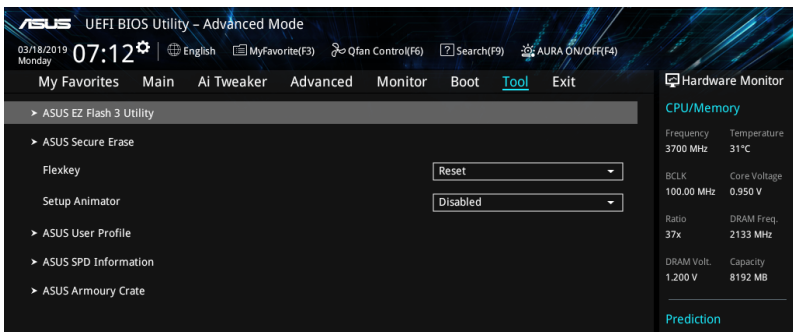 ASUS UEFI BIOS Utility – Advanced Mode
03/18/2019 Monday 07:12 English MyFavorite(F3) Qfan Control(F6) ? Search(F9) AURA ON/OFF(F4)
My Favorites Main Ai Tweaker Advanced Monitor Boot Tool Exit
Hardware Monitor
ASUS EZ Flash 3 Utility
ASUS Secure Erase
Flexkey Reset
Setup Animator Disabled
ASUS User Profile
ASUS SPD Information
ASUS Armoury Crate
CPU/Memory
Frequency Temperature
3700 MHz 31°C
BCLK Core Voltage
100.00 MHz 0.950 V
Ratio DRAM Freq.
37x 2133 MHz
DRAM Volt. Capacity
1.200 V 8192 MB
Prediction